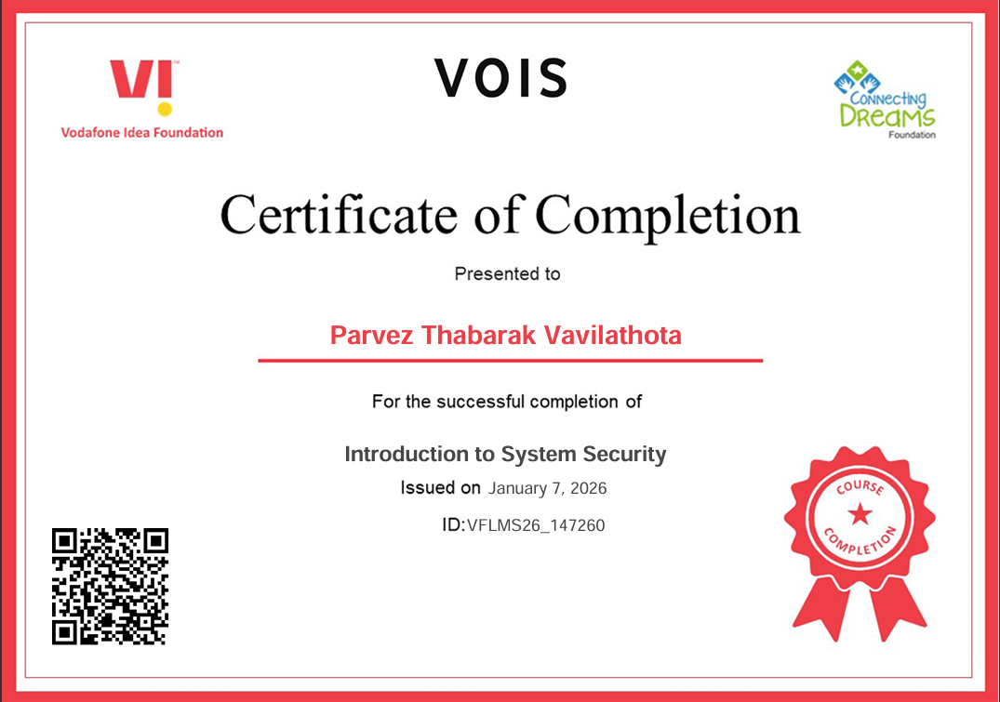 VI™
Vodafone Idea Foundation
VOIS
Connecting
Dreams
Foundation
Certificate of Completion
Presented to
Parvez Thabarak Vavilathota
For the successful completion of
Introduction to System Security
Issued on January 7, 2026
ID:VFLMS26_147260
COURSE
COMPLETION